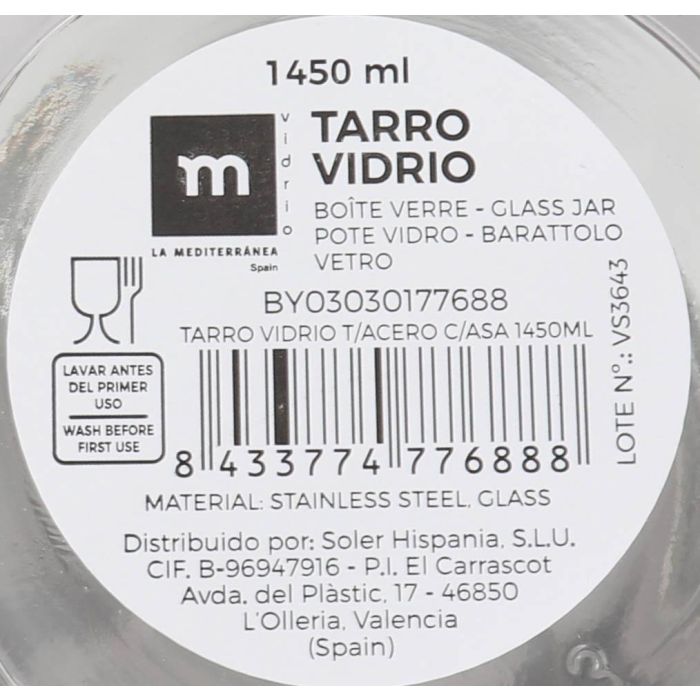 1450 ml
m
vidrio
LA MEDITERRÁNEA
Spain
TARRO
VIDRIO
BOÎTE VERRE - GLASS JAR
POTE VIDRO - BARATTOLO
VETRO
BY03030177688
TARRO VIDRIO T/ACERO C/ASA 1450ML
LAVAR ANTES
DEL PRIMER
USO
WASH BEFORE
FIRST USE
8 433774 776888
LOTE Nº.: VS3643
MATERIAL: STAINLESS STEEL, GLASS
Distribuido por: Soler Hispania, S.L.U.
CIF. B-96947916 - P.I. El Carrascot
Avda. del Plàstic, 17 - 46850
L'Olleria, Valencia
(Spain)